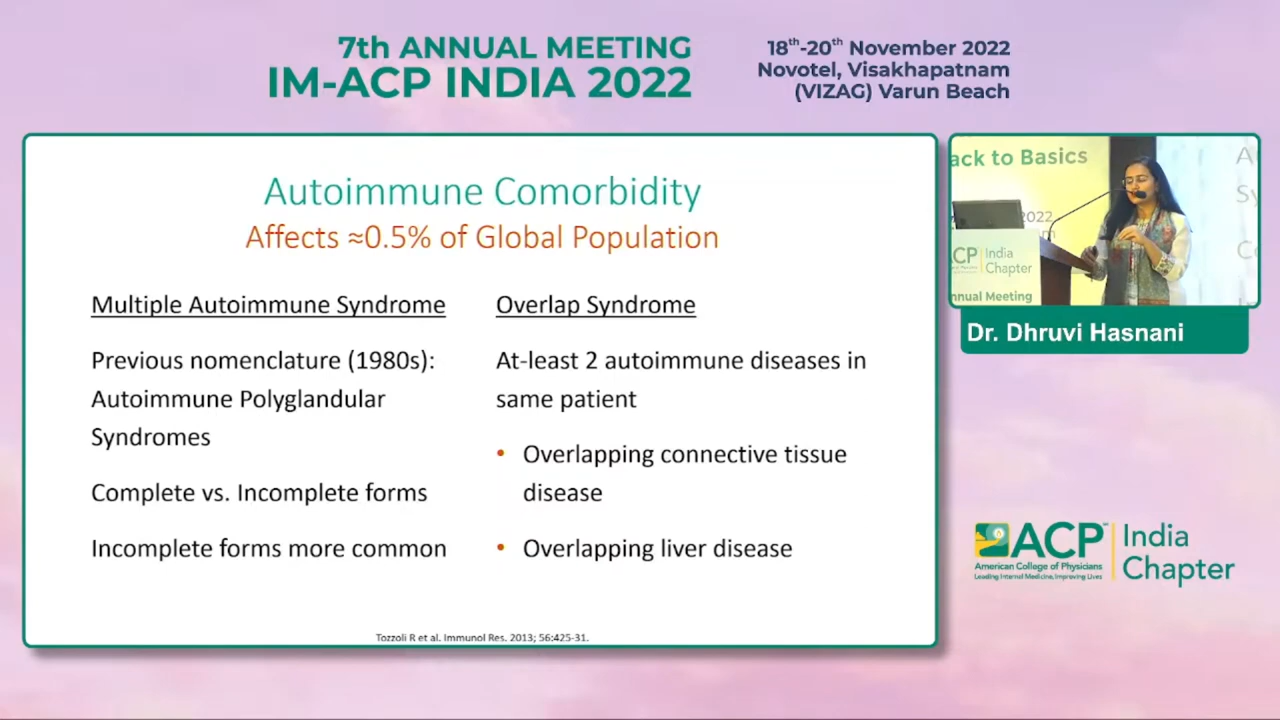 7th ANNUAL MEETING
IM-ACP INDIA 2022
18th-20th November 2022
Novotel, Visakhapatnam
(VIZAG) Varun Beach
Autoimmune Comorbidity
Affects ≈0.5% of Global Population
Multiple Autoimmune Syndrome
Previous nomenclature (1980s):
Autoimmune Polyglandular
Syndromes
Complete vs. Incomplete forms
Incomplete forms more common
Overlap Syndrome
At-least 2 autoimmune diseases in
same patient
• Overlapping connective tissue
disease
• Overlapping liver disease
Tozzoli R et al. Immunol Res. 2013; 56:425-31.
ack to Basics
2022
CP India
Chapter
nnual Meeting
Dr. Dhruvi Hasnani
ACP™
American College of Physicians
Leading Internal Medicine, Improving Lives
India
Chapter